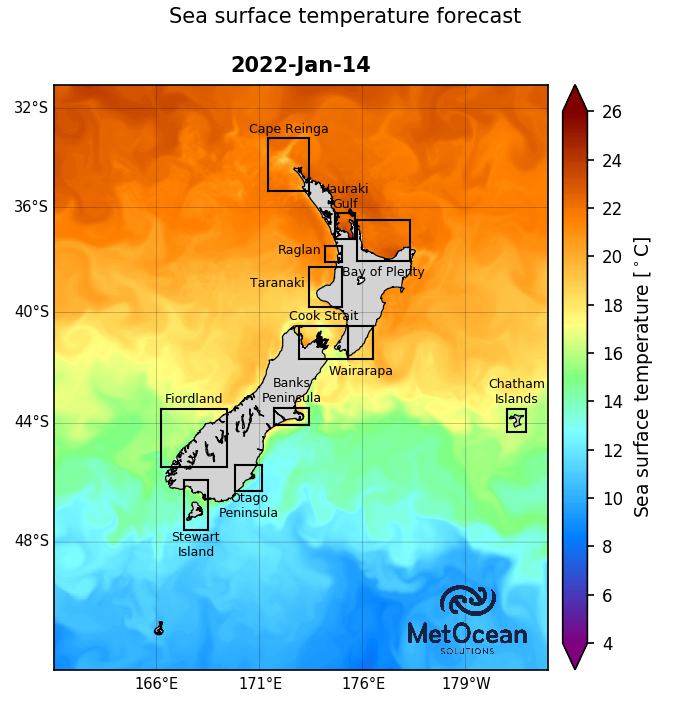 Sea surface temperature forecast
2022-Jan-14
32°S
36°S
40°S
44°S
48°S
Cape Reinga
Hauraki
Gulf
Raglan
Bay of Plenty
Taranaki
Cook Strait
Wairarapa
Banks
Peninsula
Fiordland
Chatham
Islands
Otago
Peninsula
Stewart
Island
MetOcean
SOLUTIONS
166°E
171°E
176°E
179°W
26
24
22
20
18
16
14
12
10
8
6
4
Sea surface temperature [°C]